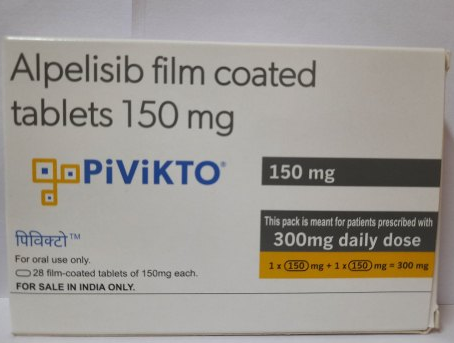 Alpelisib film coated
tablets 150 mg
PiViKTO®
150 mg
This pack is meant for patients prescribed with
300mg daily dose
1 x 150 mg + 1 x 150 mg = 300 mg
पिविक्टो™
For oral use only.
28 film-coated tablets of 150mg each.
FOR SALE IN INDIA ONLY.